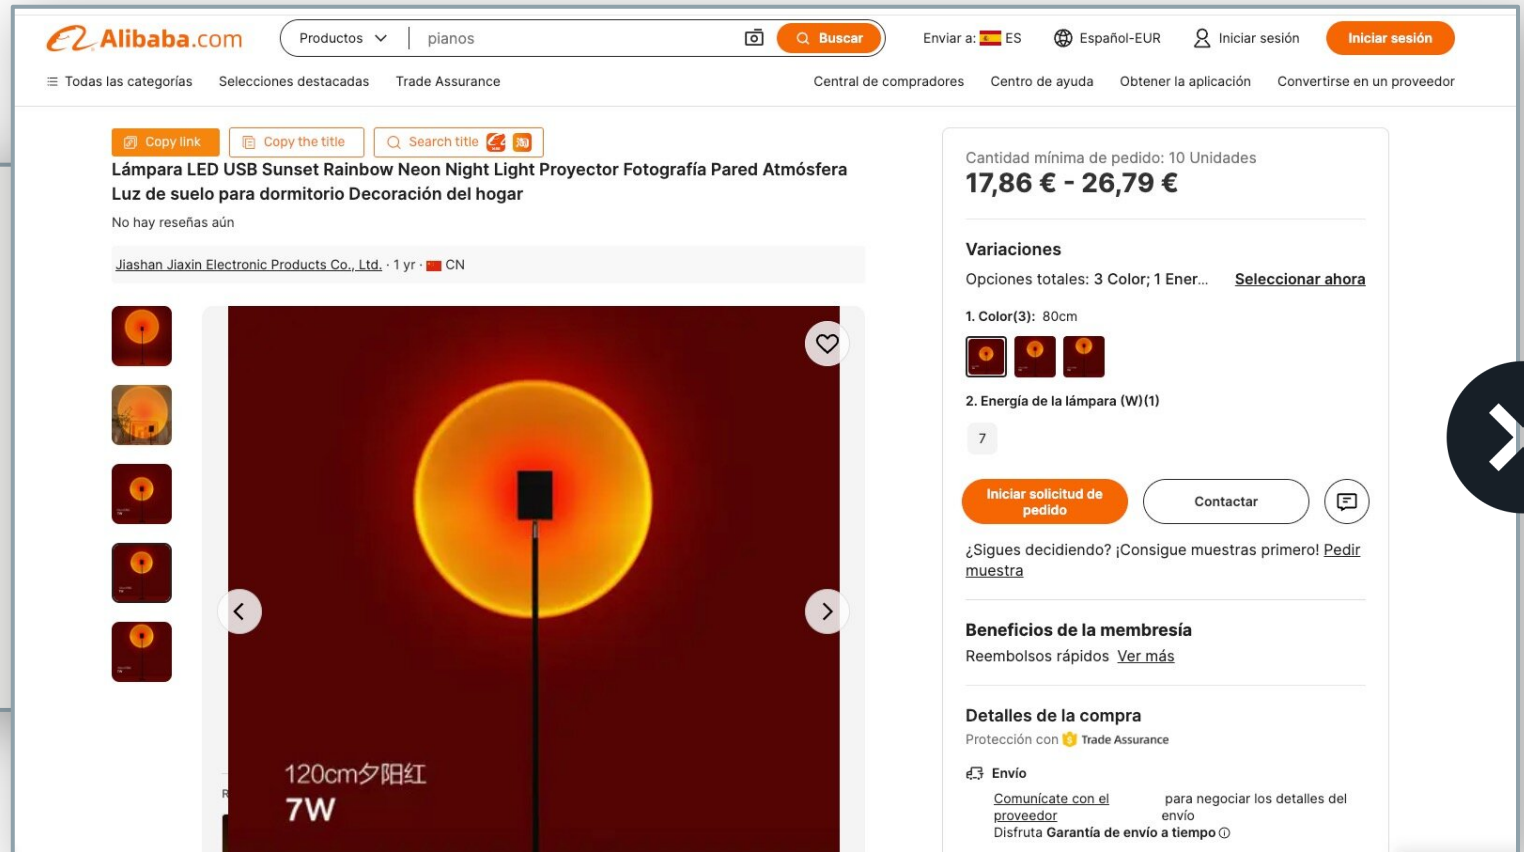 Alibaba.com
Productos
pianos
Buscar
Enviar a: ES
Español-EUR
Iniciar sesión
Iniciar sesión
Todas las categorías
Selecciones destacadas
Trade Assurance
Central de compradores
Centro de ayuda
Obtener la aplicación
Convertirse en un proveedor
Copy link
Copy the title
Search title
Lámpara LED USB Sunset Rainbow Neon Night Light Proyector Fotografía Pared Atmósfera
Luz de suelo para dormitorio Decoración del hogar
No hay reseñas aún
Jiashan Jiaxin Electronic Products Co., Ltd. · 1 yr · CN
120cm夕阳红
7W
Cantidad mínima de pedido: 10 Unidades
17,86 € - 26,79 €
Variaciones
Opciones totales: 3 Color; 1 Ener...
Seleccionar ahora
1. Color(3): 80cm
2. Energía de la lámpara (W)(1)
7
Iniciar solicitud de
pedido
Contactar
¿Sigues decidiendo? ¡Consigue muestras primero! Pedir
muestra
Beneficios de la membresía
Reembolsos rápidos Ver más
Detalles de la compra
Protección con Trade Assurance
Envío
Comunícate con el
proveedor
para negociar los detalles del
envío
Disfruta Garantía de envío a tiempo